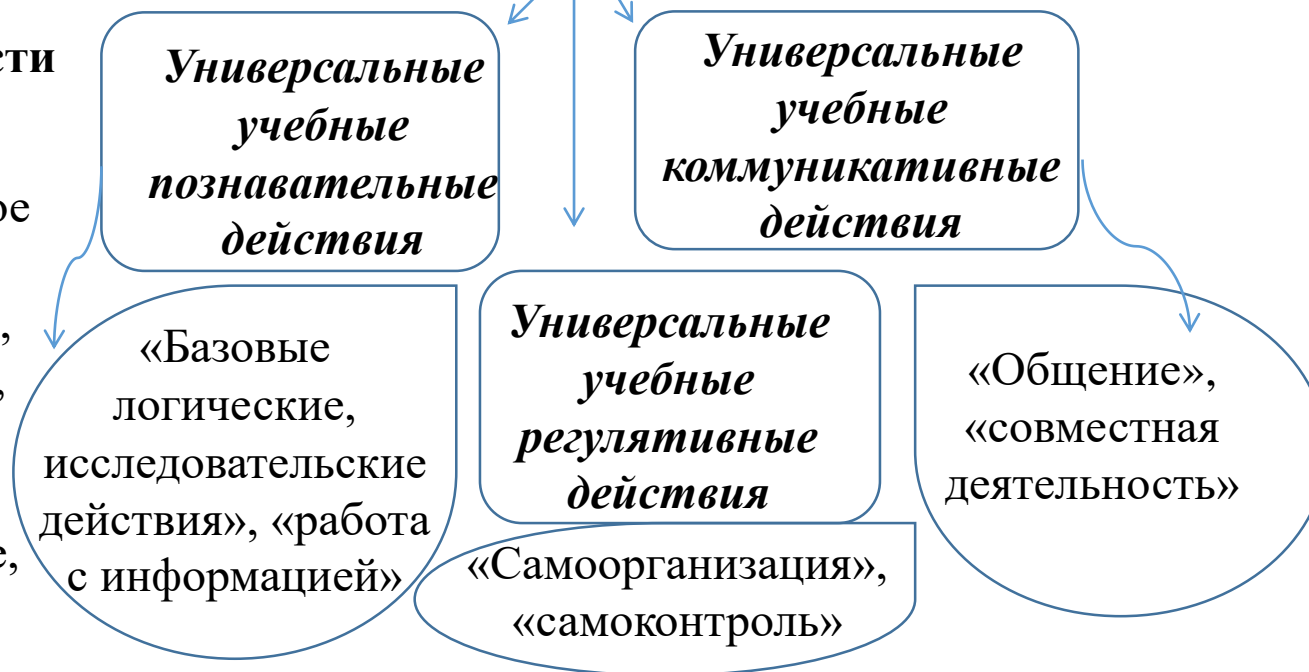 Универсальные
учебные
познавательные
действия
Универсальные
учебные
коммуникативные
действия
«Базовые
логические,
исследовательские
действия», «работа
с информацией»
Универсальные
учебные
регулятивные
действия
«Самоорганизация»,
«самоконтроль»
«Общение»,
«совместная
деятельность»